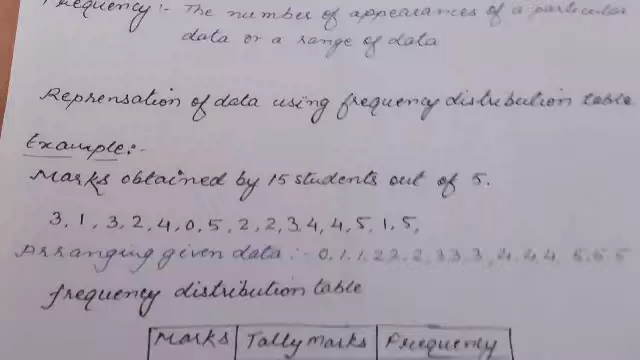 Frequency :- The number of appearances of a particular
data or a range of data
Reprensation of data using frequency distribution table
Example:-
Marks obtained by 15 students out of 5.
3, 1, 3, 2, 4, 0, 5, 2, 2, 3, 4, 4, 5, 1, 5,
Arranging given data :- 0, 1, 1, 2 2, 2, 3 3, 3, 4, 4, 4, 5, 5, 5
frequency distribution table
Marks Tally marks Frequency